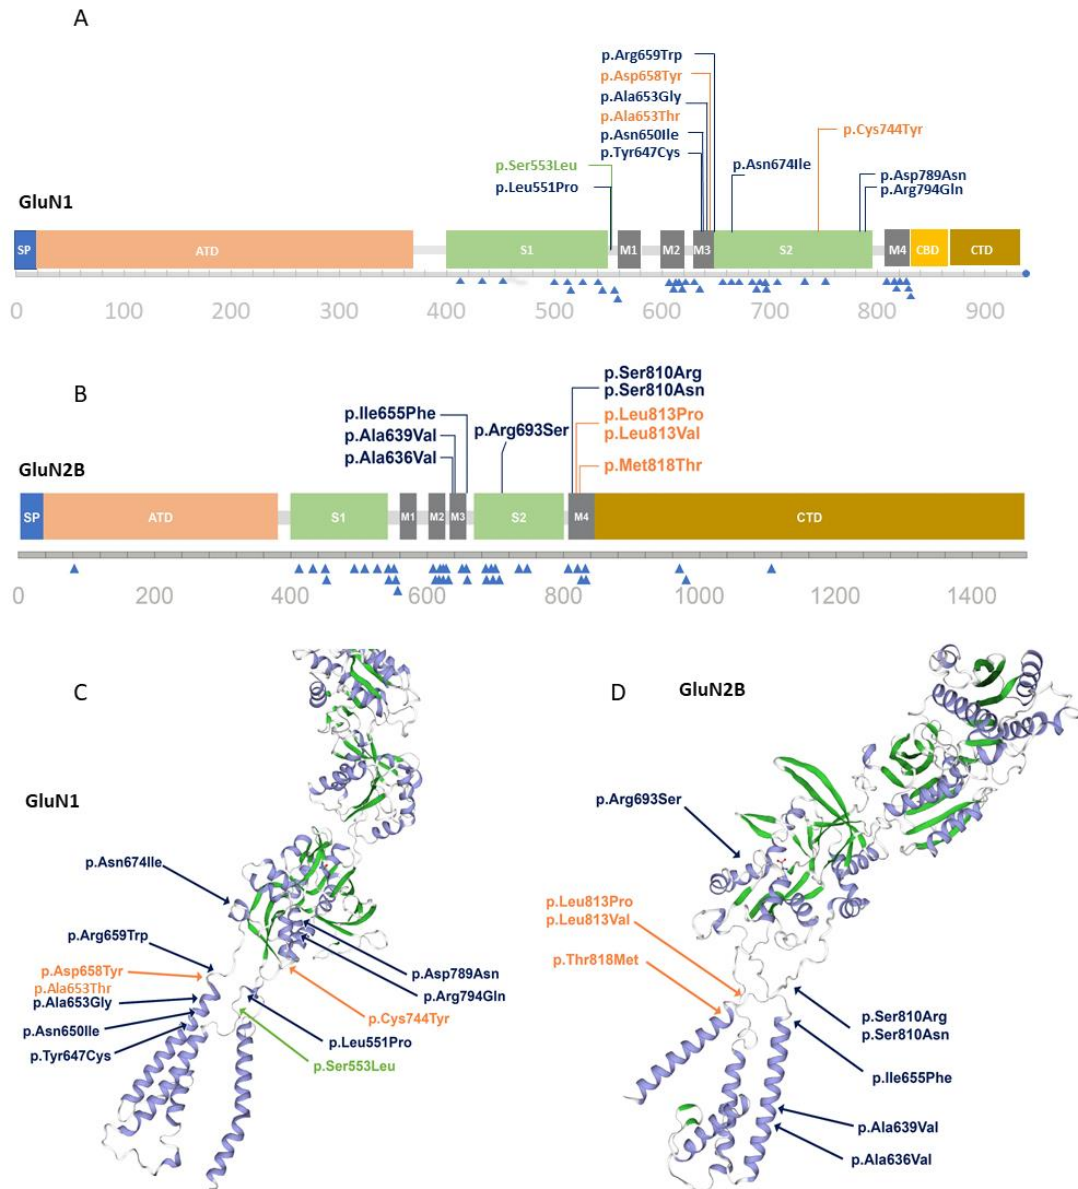 A
p.Arg659Trp
p.Asp658Tyr
p.Ala653Gly
p.Ala653Thr
p.Asn650Ile
p.Tyr647Cys
p.Cys744Tyr
p.Ser553Leu
p.Leu551Pro
p.Asn674Ile
p.Asp789Asn
p.Arg794Gln
GluN1
SP ATD S1 M1 M2 M3 S2 M4 CBD CTD
0 100 200 300 400 500 600 700 800 900
B
p.Ser810Arg
p.Ser810Asn
p.Ile655Phe
p.Ala639Val
p.Ala636Val
p.Arg693Ser
p.Leu813Pro
p.Leu813Val
p.Met818Thr
GluN2B
SP ATD S1 M1 M2 M3 S2 M4 CTD
0 200 400 600 800 1000 1200 1400
C
GluN1
p.Asn674Ile
p.Arg659Trp
p.Asp658Tyr
p.Ala653Thr
p.Ala653Gly
p.Asn650Ile
p.Tyr647Cys
p.Asp789Asn
p.Arg794Gln
p.Cys744Tyr
p.Leu551Pro
p.Ser553Leu
D
GluN2B
p.Arg693Ser
p.Leu813Pro
p.Leu813Val
p.Thr818Met
p.Ser810Arg
p.Ser810Asn
p.Ile655Phe
p.Ala639Val
p.Ala636Val